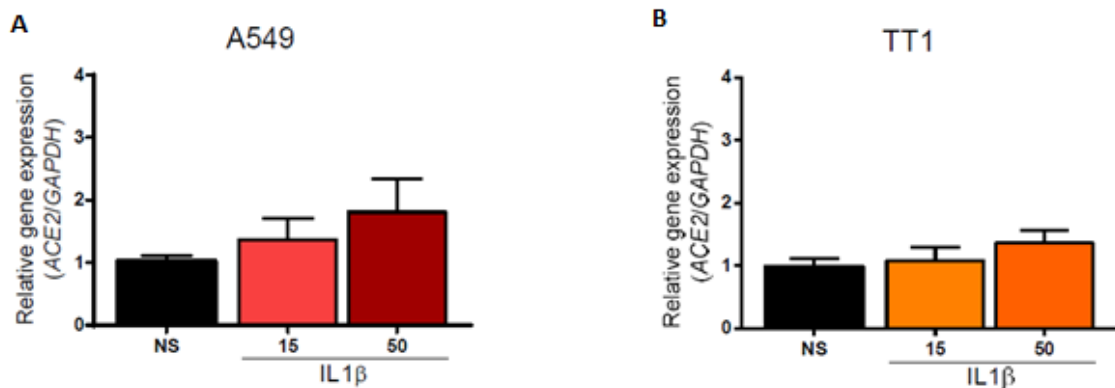 A
A549
Relative gene expression
(ACE2/GAPDH)
4
3
2
1
0
NS
15
50
IL1β
B
TT1
Relative gene expression
(ACE2/GAPDH)
4
3
2
1
0
NS
15
50
IL1β